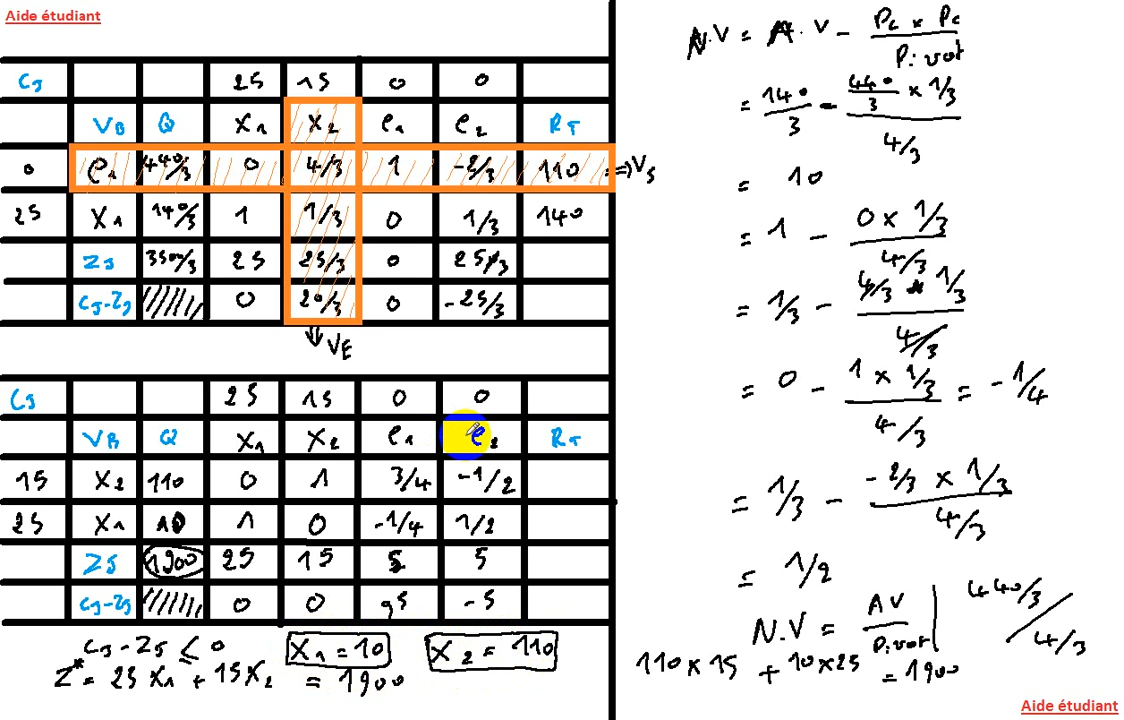 Aide étudiant
CJ 25 15 0 0
VB Q X1 X2 e1 e2 RT
0 e1 440/3 0 4/3 1 -2/3 110 => VS
25 X1 140/3 1 1/3 0 1/3 140
ZJ 3500/3 25 25/3 0 25/3
CJ-ZJ 0 20/3 0 -25/3
⇓ VE
CJ 25 15 0 0
VB Q X1 X2 e1 e2 RT
15 X2 110 0 1 3/4 -1/2
25 X1 10 1 0 -1/4 1/2
ZJ 1900 25 15 5 5
CJ-ZJ 0 0 -5 -5
CJ-ZJ ≤ 0 X1 = 10 X2 = 110
Z* = 25 X1 + 15 X2 = 1900
N.V = A.V - PL x PC / Pivot
= 140/3 - 440/3 x 1/3 / 4/3
= 10
= 1 - 0 x 1/3 / 4/3
= 1/3 - 4/3 x 1/3 / 4/3
= 0 - 1 x 1/3 / 4/3 = -1/4
= 1/3 - -2/3 x 1/3 / 4/3
= 1/2
N.V = AV / Pivot | 440/3 / 4/3
110 x 15 + 10 x 25 = 1900
Aide étudiant